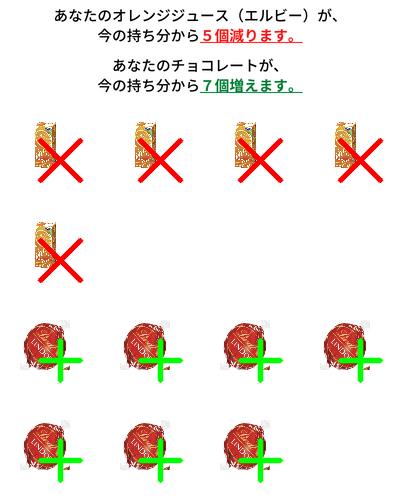 あなたのオレンジジュース（エルビー）が、
今の持ち分から５個減ります。
あなたのチョコレートが、
今の持ち分から７個増えます。